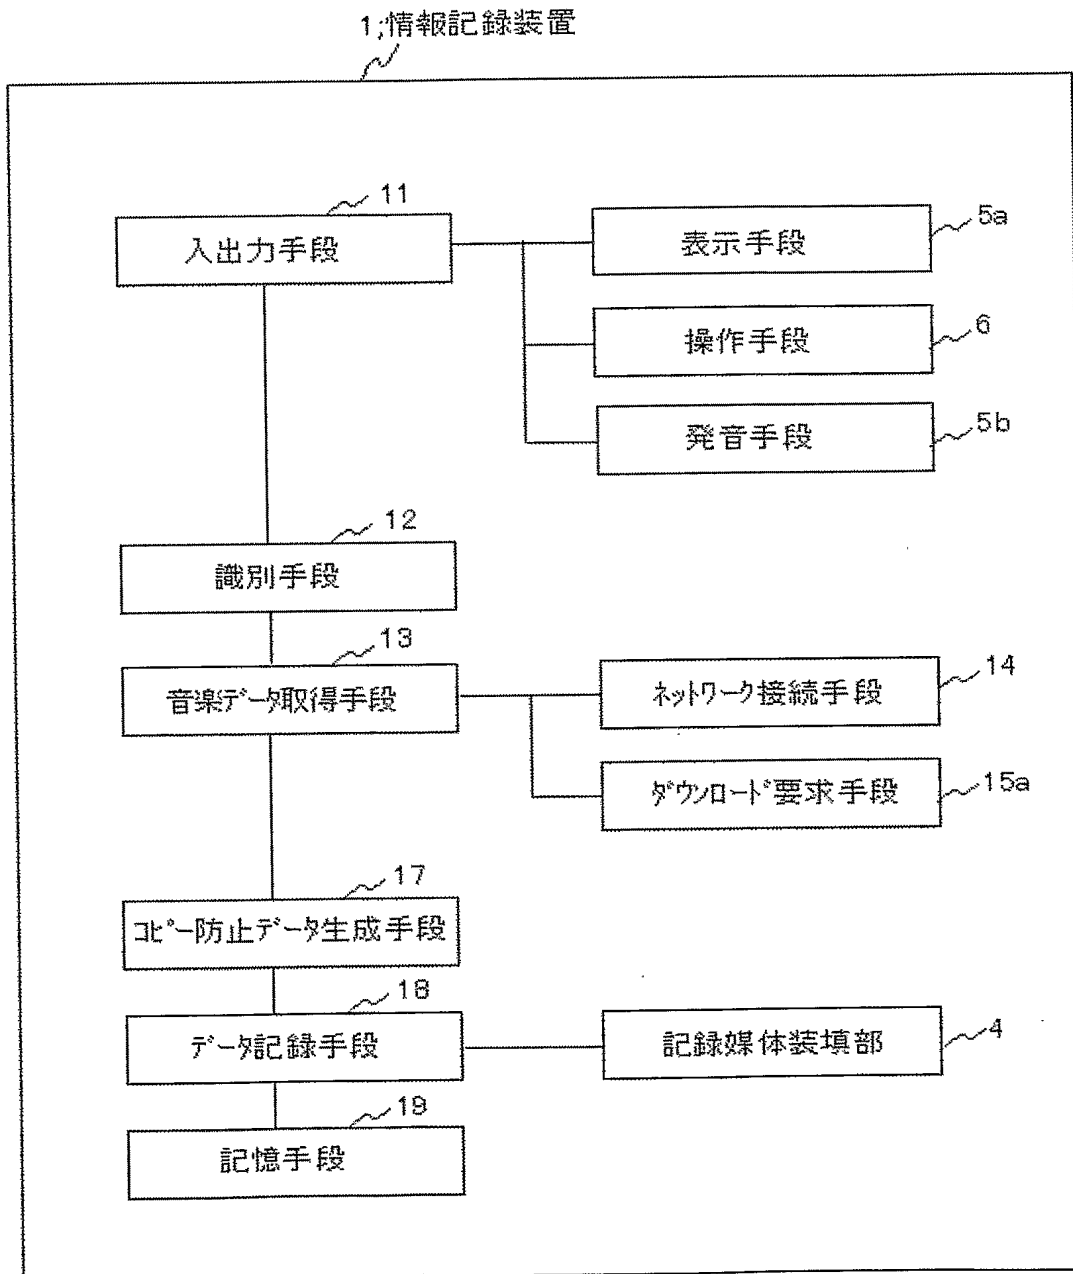 1;情報記録装置
11
入出力手段
5a
表示手段
6
操作手段
5b
発音手段
12
識別手段
13
音楽データ取得手段
14
ネットワーク接続手段
15a
ダウンロード要求手段
17
コピー防止データ生成手段
18
データ記録手段
4
記録媒体装填部
19
記憶手段